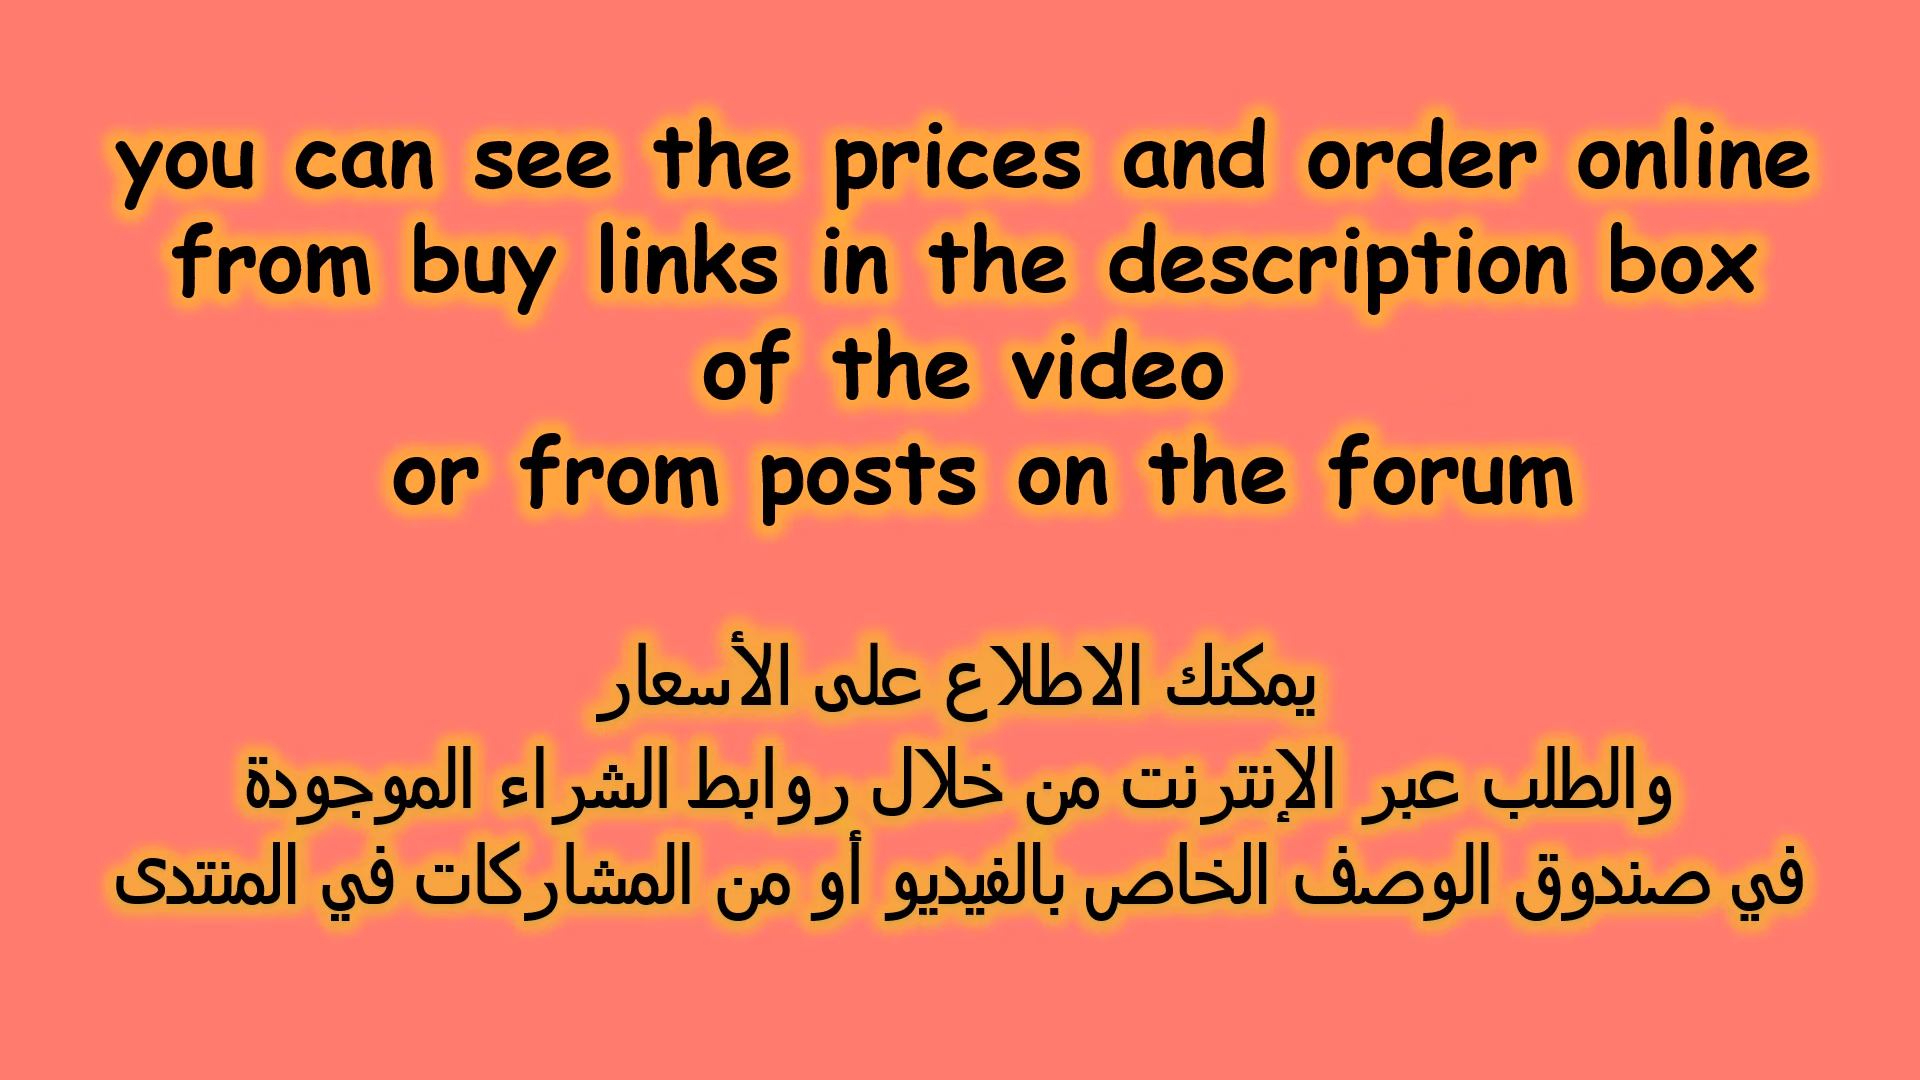 you can see the prices and order online
from buy links in the description box
of the video
or from posts on the forum
يمكنك الاطلاع على الأسعار
والطلب عبر الإنترنت من خلال روابط الشراء الموجودة
في صندوق الوصف الخاص بالفيديو أو من المشاركات في المنتدى